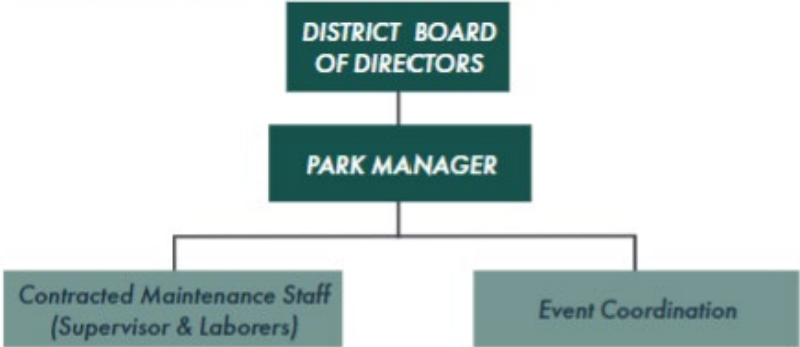 DISTRICT BOARD
OF DIRECTORS
PARK MANAGER
Contracted Maintenance Staff
(Supervisor & Laborers)
Event Coordination